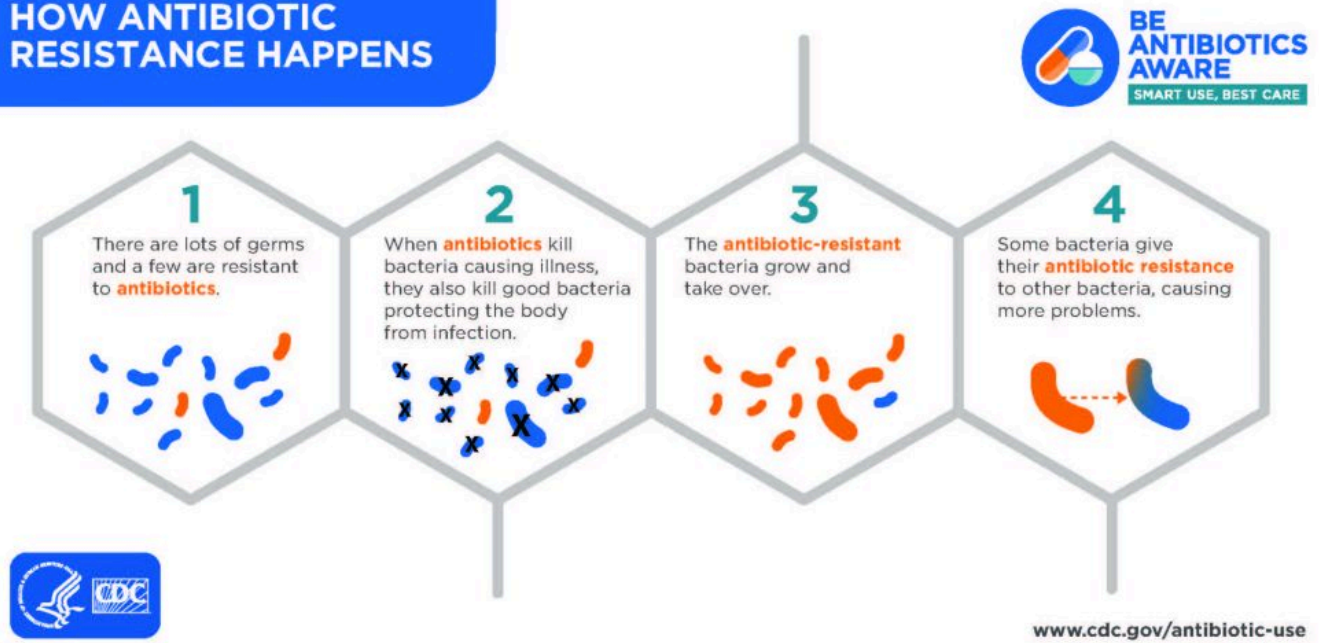 HOW ANTIBIOTIC
RESISTANCE HAPPENS
BE
ANTIBIOTICS
AWARE
SMART USE, BEST CARE
1
There are lots of germs
and a few are resistant
to antibiotics.
2
When antibiotics kill
bacteria causing illness,
they also kill good bacteria
protecting the body
from infection.
X X X X X X X X X X
3
The antibiotic-resistant
bacteria grow and
take over.
4
Some bacteria give
their antibiotic resistance
to other bacteria, causing
more problems.
CDC
www.cdc.gov/antibiotic-use